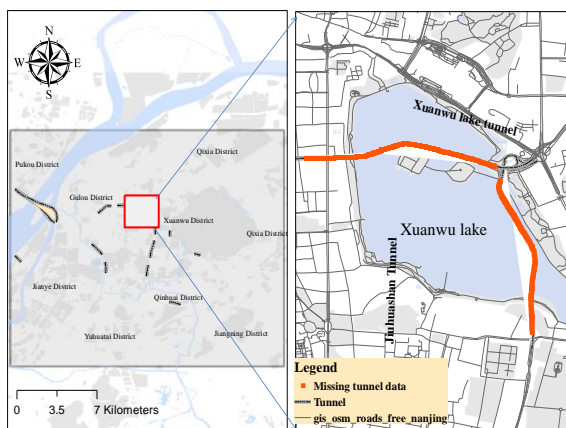 N
W E
S
Qixia District
Pukou District
Gulou District
Xuanwu District
Qixia District
Jianye District
Qinhuai District
Yuhuatai District
Jiangning District
0 3.5 7 Kilometers
Xuanwu lake tunnel
Xuanwu lake
Jiuhuashan Tunnel
Legend
Missing tunnel data
Tunnel
gis_osm_roads_free_nanjing